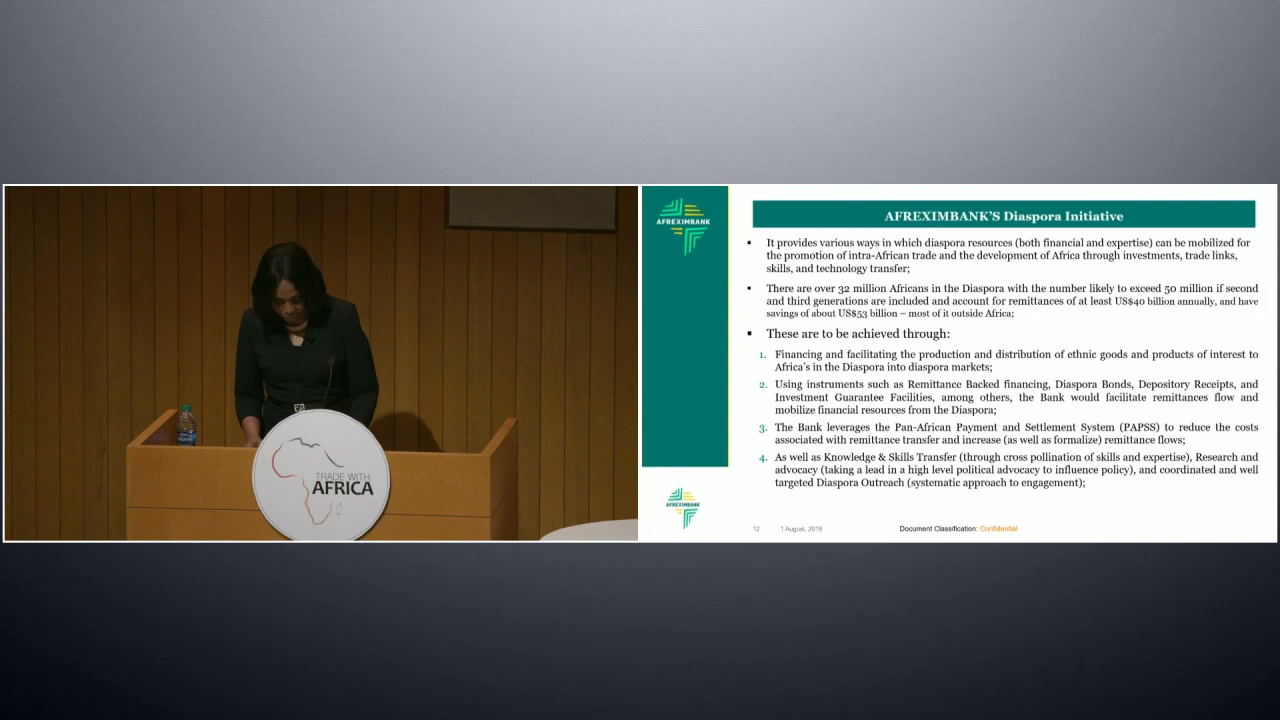 TRADE WITH
AFRICA
AFREXIMBANK
AFREXIMBANK'S Diaspora Initiative
▪ It provides various ways in which diaspora resources (both financial and expertise) can be mobilized for
the promotion of intra-African trade and the development of Africa through investments, trade links,
skills, and technology transfer;
▪ There are over 32 million Africans in the Diaspora with the number likely to exceed 50 million if second
and third generations are included and account for remittances of at least US$40 billion annually, and have
savings of about US$53 billion – most of it outside Africa;
▪ These are to be achieved through:
1. Financing and facilitating the production and distribution of ethnic goods and products of interest to
Africa's in the Diaspora into diaspora markets;
2. Using instruments such as Remittance Backed financing, Diaspora Bonds, Depository Receipts, and
Investment Guarantee Facilities, among others, the Bank would facilitate remittances flow and
mobilize financial resources from the Diaspora;
3. The Bank leverages the Pan-African Payment and Settlement System (PAPSS) to reduce the costs
associated with remittance transfer and increase (as well as formalize) remittance flows;
4. As well as Knowledge & Skills Transfer (through cross pollination of skills and expertise), Research and
advocacy (taking a lead in a high level political advocacy to influence policy), and coordinated and well
targeted Diaspora Outreach (systematic approach to engagement);
AFREXIMBANK
12 1 August, 2019 Document Classification: Confidential